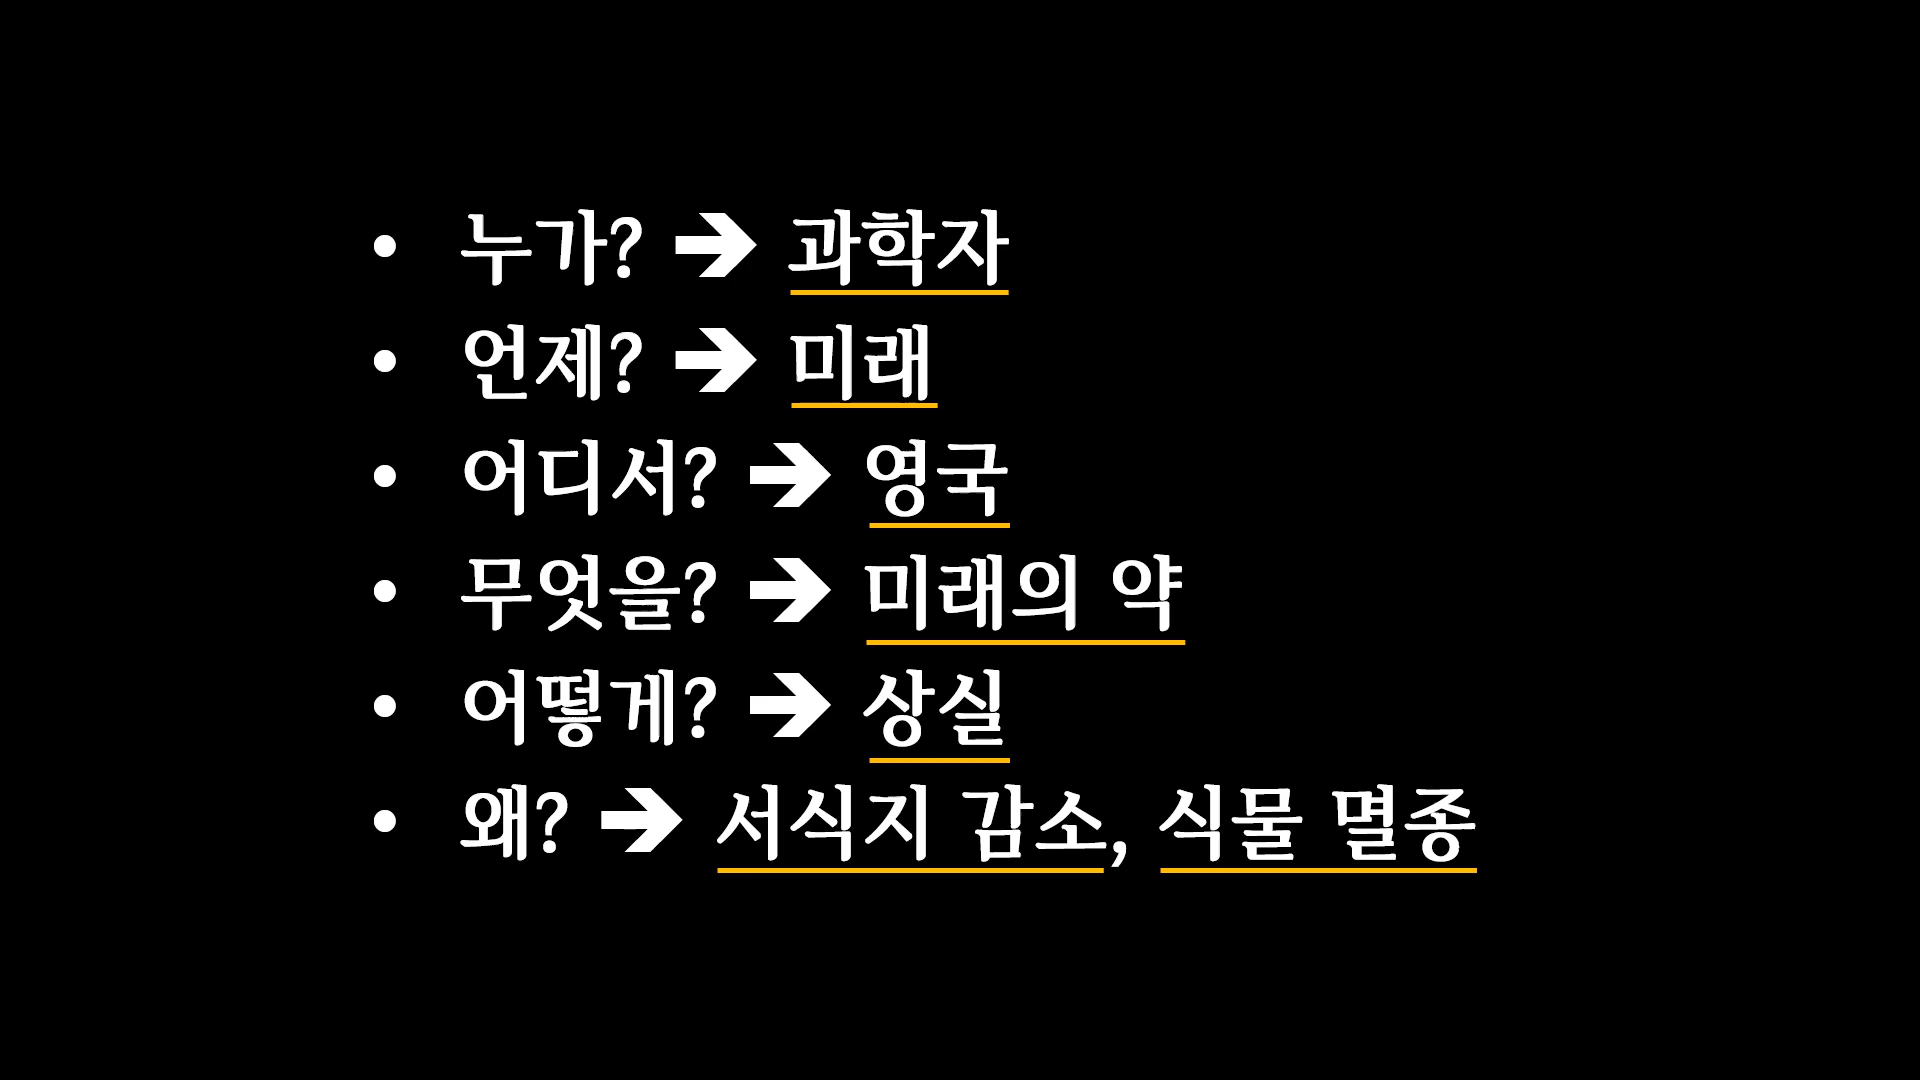 • 누가? ➔ 과학자
• 언제? ➔ 미래
• 어디서? ➔ 영국
• 무엇을? ➔ 미래의 약
• 어떻게? ➔ 상실
• 왜? ➔ 서식지 감소, 식물 멸종